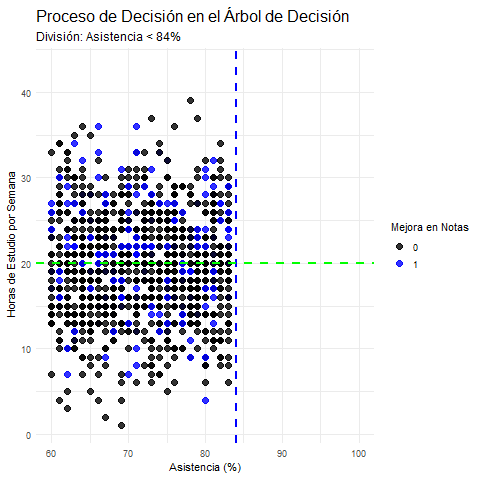 Proceso de Decisión en el Árbol de Decisión
División: Asistencia < 84%
Horas de Estudio por Semana
40
30
20
10
0
60
70
80
90
100
Asistencia (%)
Mejora en Notas
0
1